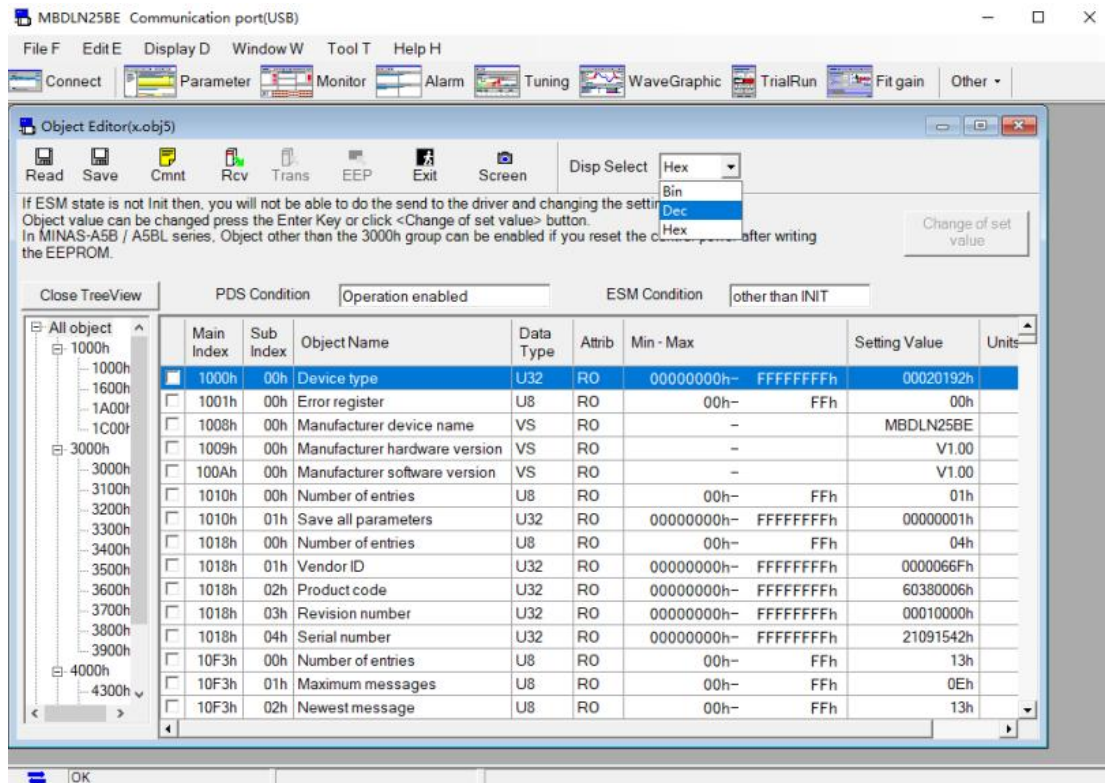 MBDLN25BE Communication port(USB)
File F Edit E Display D Window W Tool T Help H
Connect Parameter Monitor Alarm Tuning WaveGraphic TrialRun Fit gain Other
Object Editor(x.obj5)
Read Save Cmnt Rcv Trans EEP Exit Screen Disp Select Hex
Bin
Dec
Hex
If ESM state is not Init then, you will not be able to do the send to the driver and changing the
Object value can be changed press the Enter Key or click <Change of set value> button.
In MINAS-A5B / A5BL series, Object other than the 3000h group can be enabled if you reset the after writing
the EEPROM.
Change of set
value
Close TreeView PDS Condition Operation enabled ESM Condition other than INIT
All object
1000h
1000h
1600h
1A00h
1C00h
3000h
3000h
3100h
3200h
3300h
3400h
3500h
3600h
3700h
3800h
3900h
4000h
4300h
Main Index Sub Index Object Name Data Type Attrib Min - Max Setting Value Units
1000h 00h Device type U32 RO 00000000h- FFFFFFFFh 00020192h
1001h 00h Error register U8 RO 00h- FFh 00h
1008h 00h Manufacturer device name VS RO - MBDLN25BE
1009h 00h Manufacturer hardware version VS RO - V1.00
100Ah 00h Manufacturer software version VS RO - V1.00
1010h 00h Number of entries U8 RO 00h- FFh 01h
1010h 01h Save all parameters U32 RO 00000000h- FFFFFFFFh 00000001h
1018h 00h Number of entries U8 RO 00h- FFh 04h
1018h 01h Vendor ID U32 RO 00000000h- FFFFFFFFh 0000066Fh
1018h 02h Product code U32 RO 00000000h- FFFFFFFFh 60380006h
1018h 03h Revision number U32 RO 00000000h- FFFFFFFFh 00010000h
1018h 04h Serial number U32 RO 00000000h- FFFFFFFFh 21091542h
10F3h 00h Number of entries U8 RO 00h- FFh 13h
10F3h 01h Maximum messages U8 RO 00h- FFh 0Eh
10F3h 02h Newest message U8 RO 00h- FFh 13h
OK